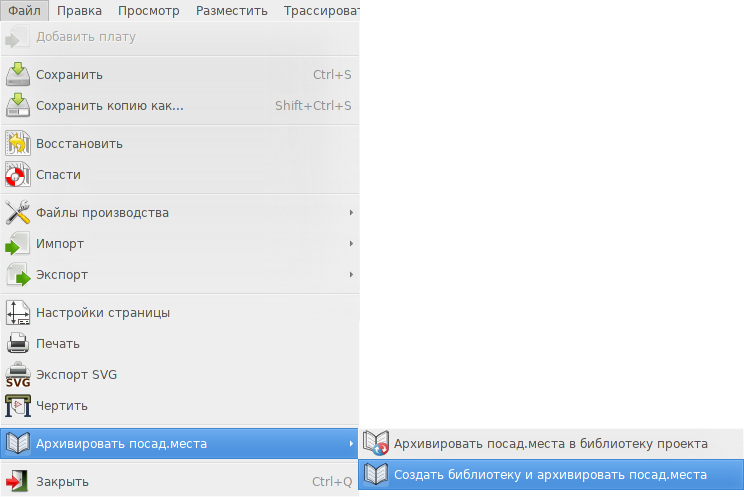 Файл Правка Просмотр Разместить Трассироват
Добавить плату
Сохранить Ctrl+S
Сохранить копию как... Shift+Ctrl+S
Восстановить
Спасти
Файлы производства
Импорт
Экспорт
Настройки страницы
Печать
SVG Экспорт SVG
Чертить
Архивировать посад.места Архивировать посад.места в библиотеку проекта
Создать библиотеку и архивировать посад.места
Закрыть Ctrl+Q